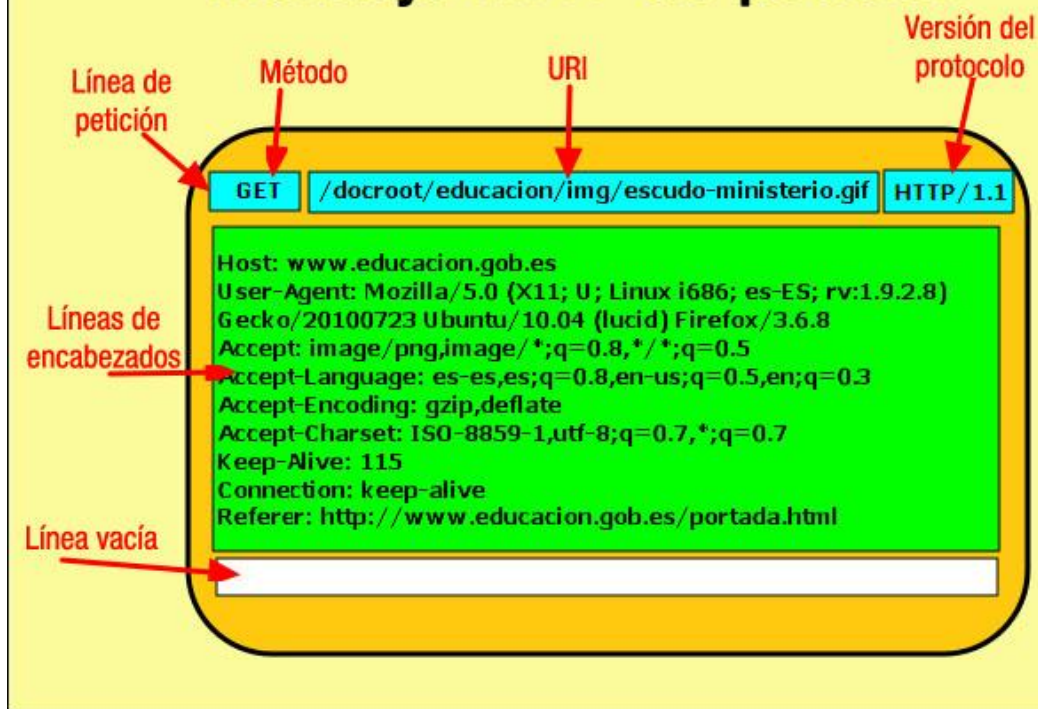 Versión del
protocolo
Línea de
petición
Método
URI
GET /docroot/educacion/img/escudo-ministerio.gif HTTP/1.1
Host: www.educacion.gob.es
User-Agent: Mozilla/5.0 (X11; U; Linux i686; es-ES; rv:1.9.2.8)
Gecko/20100723 Ubuntu/10.04 (lucid) Firefox/3.6.8
Accept: image/png,image/*;q=0.8,*/*;q=0.5
Accept-Language: es-es,es;q=0.8,en-us;q=0.5,en;q=0.3
Accept-Encoding: gzip,deflate
Accept-Charset: ISO-8859-1,utf-8;q=0.7,*;q=0.7
Keep-Alive: 115
Connection: keep-alive
Referer: http://www.educacion.gob.es/portada.html
Líneas de
encabezados
Línea vacía